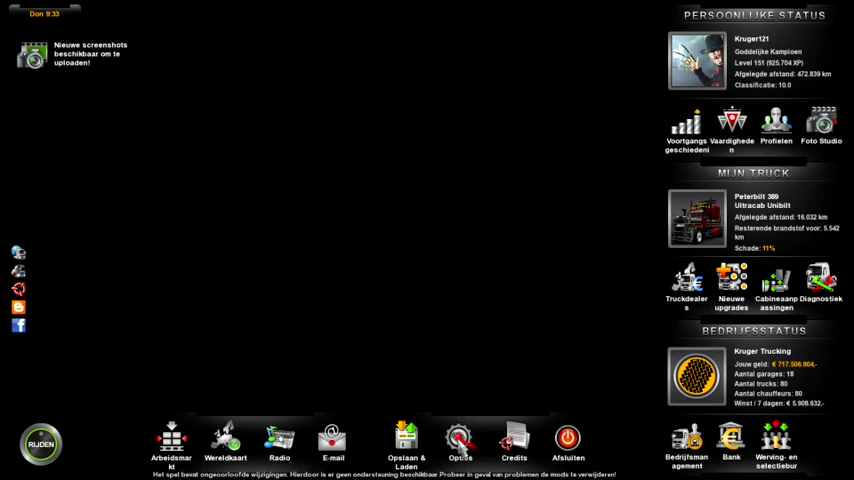 Don 9:33
Nieuwe screenshots
beschikbaar om te
uploaden!
PERSOONLIJKE STATUS
Kruger121
Goddelijke Kampioen
Level 151 (925.704 XP)
Afgelegde afstand: 472.839 km
Classificatie: 10.0
Voortgangs
geschiedeni
Vaardighede
n
Profielen
Foto Studio
MIJN TRUCK
Peterbilt 389
Ultracab Unibilt
Afgelegde afstand: 16.032 km
Resterende brandstof voor: 5.542
km
Schade: 11%
Truckdealer
s
Nieuwe
upgrades
Cabineaanp
assingen
Diagnostiek
BEDRIJFSSTATUS
Kruger Trucking
Jouw geld: € 717.506.904,-
Aantal garages: 18
Aantal trucks: 80
Aantal chauffeurs: 80
Winst / 7 dagen: € 5.908.632,-
Bedrijfsman
agement
Bank
Werving- en
selectiebur
RIJDEN
Arbeidsmar
kt
Wereldkaart
Radio
E-mail
Opslaan &
Laden
Opties
Credits
Afsluiten
Het spel bevat ongeoorloofde wijzigingen. Hierdoor is er geen ondersteuning beschikbaar.Probeer in geval van problemen de mods te verwijderen!